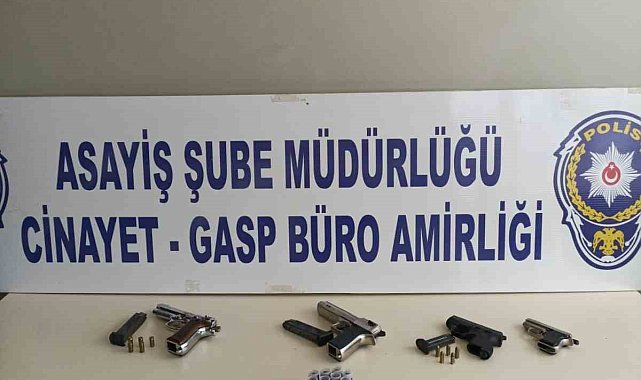 ASAYİŞ ŞUBE MÜDÜRLÜĞÜ
CİNAYET - GASP BÜRO AMİRLİĞİ
POLİS